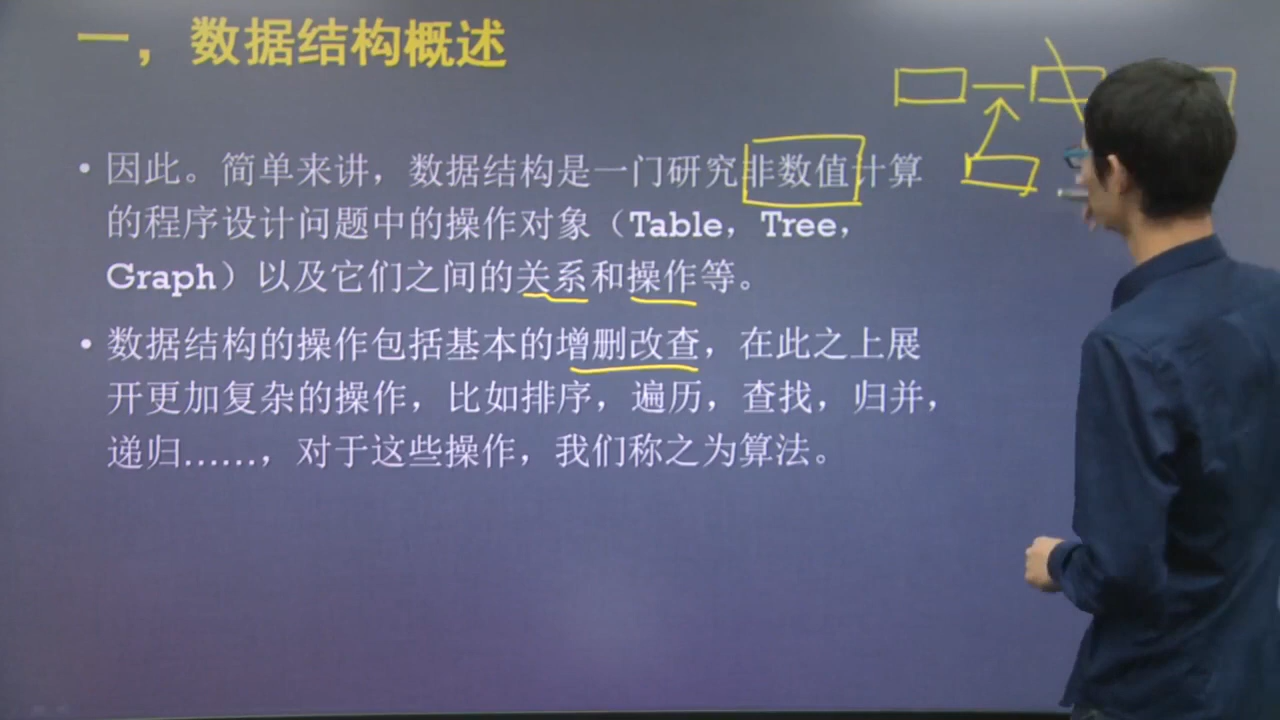 一，数据结构概述
• 因此。简单来讲，数据结构是一门研究非数值计算
的程序设计问题中的操作对象（Table，Tree，
Graph）以及它们之间的关系和操作等。
• 数据结构的操作包括基本的增删改查，在此之上展
开更加复杂的操作，比如排序，遍历，查找，归并，
递归……，对于这些操作，我们称之为算法。